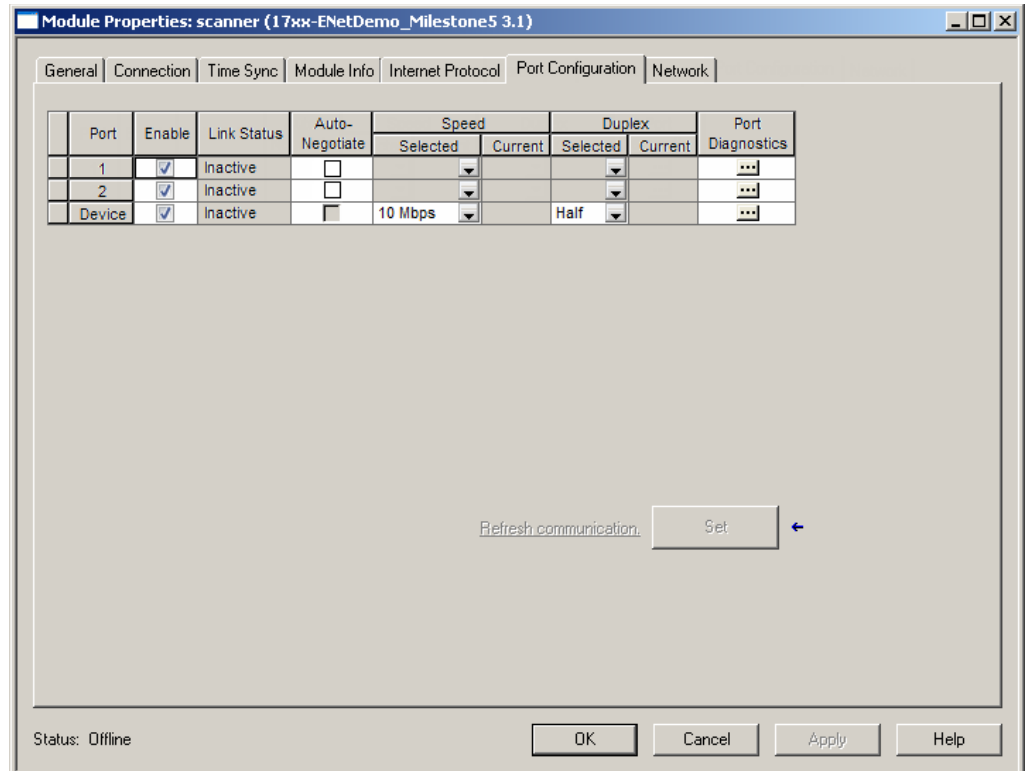 Module Properties: scanner (17xx-ENetDemo_Milestone5 3.1)
General Connection Time Sync Module Info Internet Protocol Port Configuration Network
Port Enable Link Status Auto-Negotiate Speed Duplex Port Diagnostics
Selected Current Selected Current
1 Inactive
2 Inactive
Device Inactive 10 Mbps Half
Refresh communication. Set
Status: Offline OK Cancel Apply Help